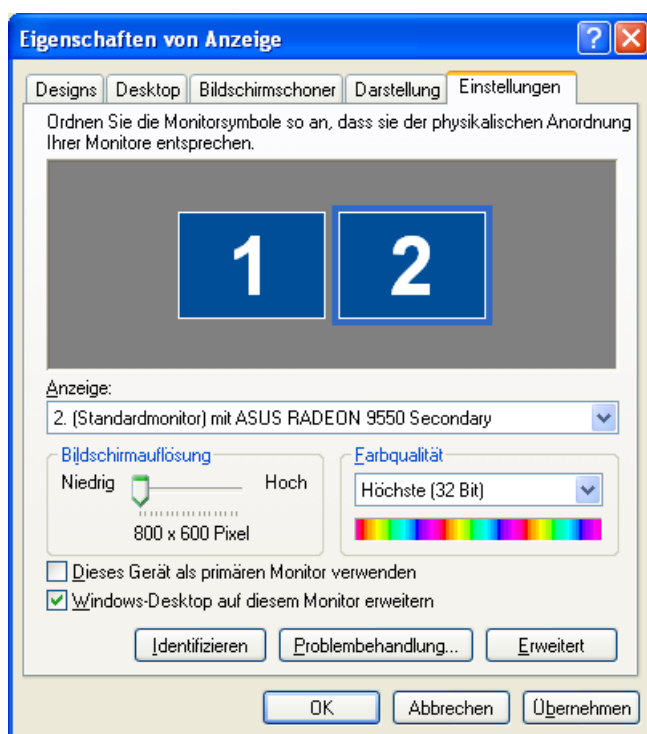 Eigenschaften von Anzeige
Designs Desktop Bildschirmschoner Darstellung Einstellungen
Ordnen Sie die Monitorsymbole so an, dass sie der physikalischen Anordnung
Ihrer Monitore entsprechen.
1 2
Anzeige:
2. (Standardmonitor) mit ASUS RADEON 9550 Secondary
Bildschirmauflösung
Niedrig Hoch
800 x 600 Pixel
Farbqualität
Höchste (32 Bit)
Dieses Gerät als primären Monitor verwenden
Windows-Desktop auf diesem Monitor erweitern
Identifizieren Problembehandlung... Erweitert
OK Abbrechen Übernehmen